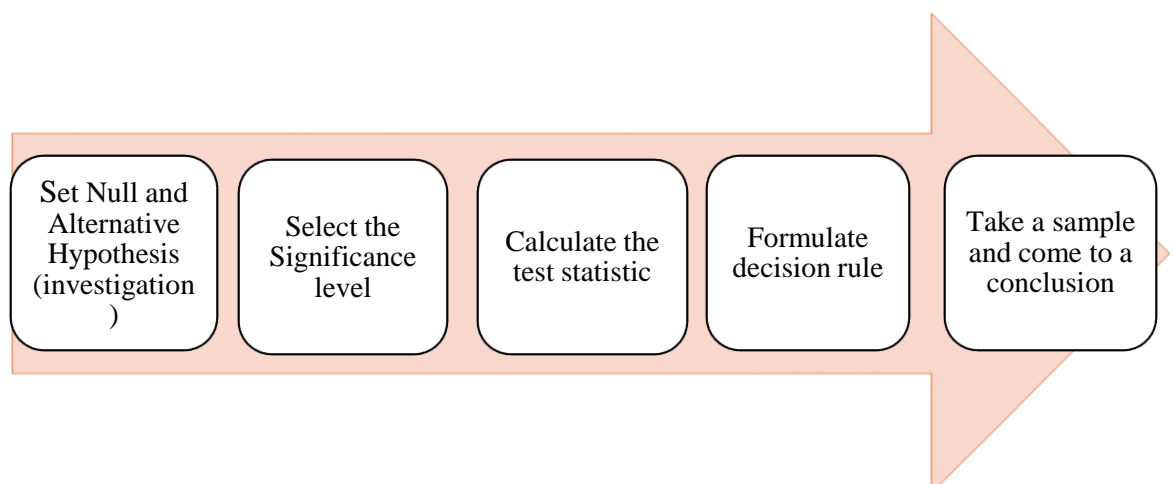 Set Null and
Alternative
Hypothesis
(investigation
)
Select the
Significance
level
Calculate the
test statistic
Formulate
decision rule
Take a sample
and come to a
conclusion